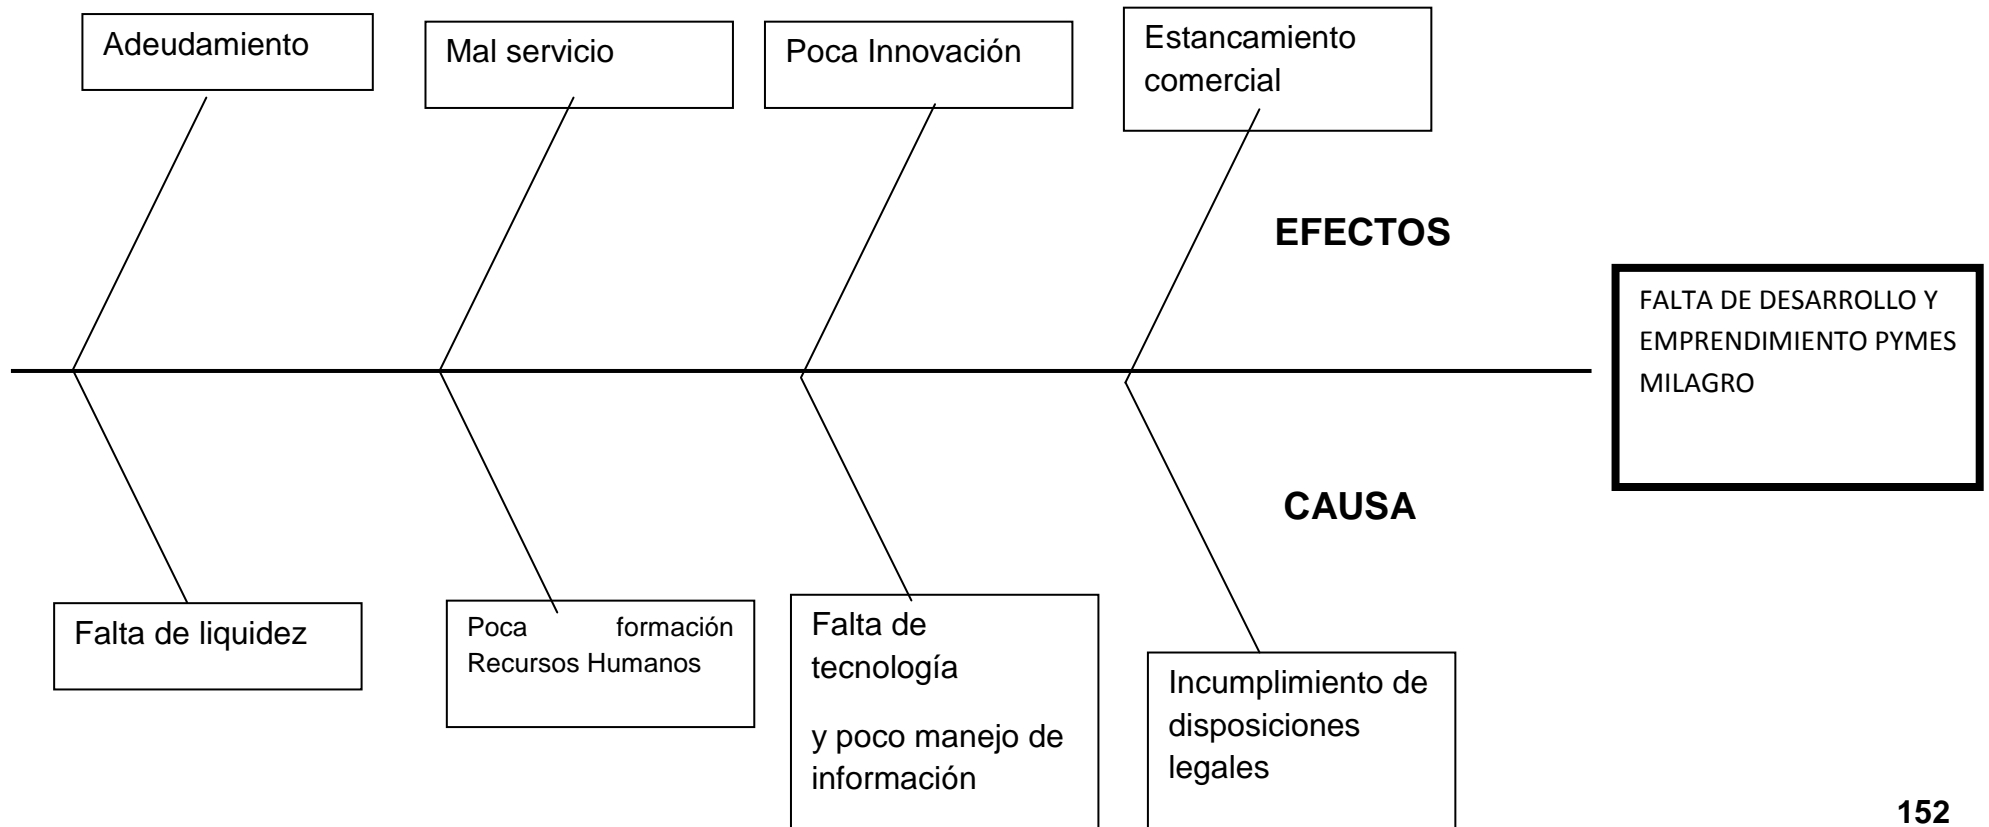 Adeudamiento
Mal servicio
Poca Innovación
Estancamiento
comercial
EFECTOS
FALTA DE DESARROLLO Y
EMPRENDIMIENTO PYMES
MILAGRO
CAUSA
Falta de liquidez
Poca formación
Recursos Humanos
Falta de
tecnología
y poco manejo de
información
Incumplimiento de
disposiciones
legales
152